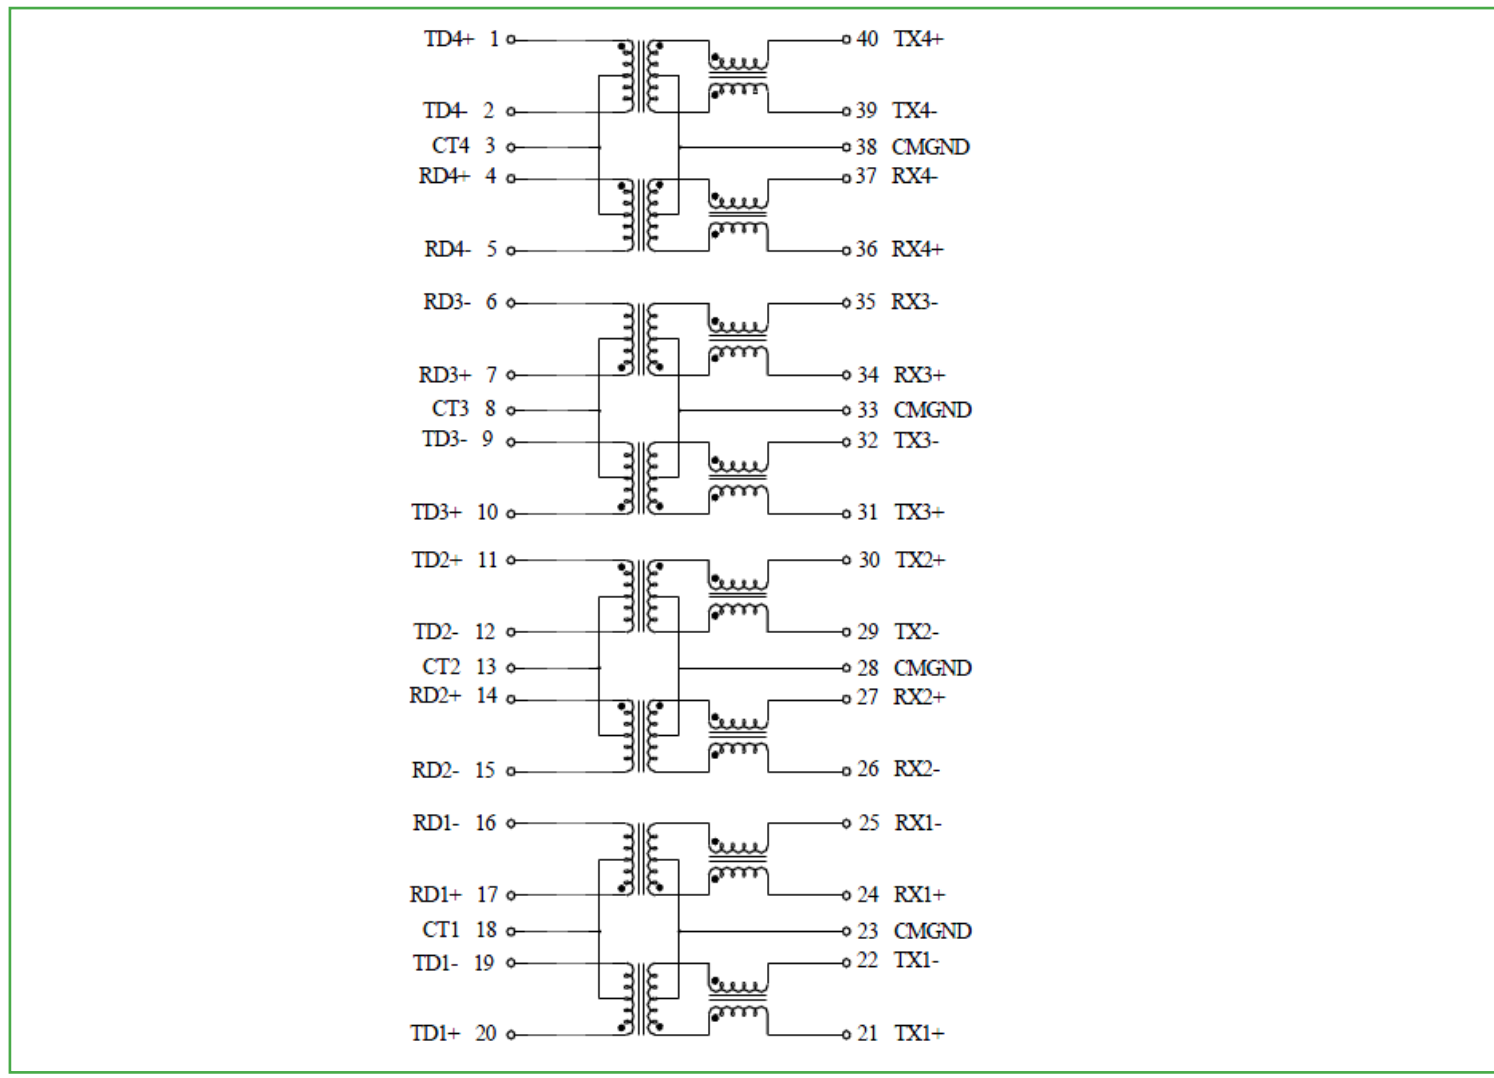 TD4+ 1 40 TX4+
TD4- 2 39 TX4-
CT4 3 38 CMGND
RD4+ 4 37 RX4-
RD4- 5 36 RX4+
RD3- 6 35 RX3-
RD3+ 7 34 RX3+
CT3 8 33 CMGND
TD3- 9 32 TX3-
TD3+ 10 31 TX3+
TD2+ 11 30 TX2+
TD2- 12 29 TX2-
CT2 13 28 CMGND
RD2+ 14 27 RX2+
RD2- 15 26 RX2-
RD1- 16 25 RX1-
RD1+ 17 24 RX1+
CT1 18 23 CMGND
TD1- 19 22 TX1-
TD1+ 20 21 TX1+